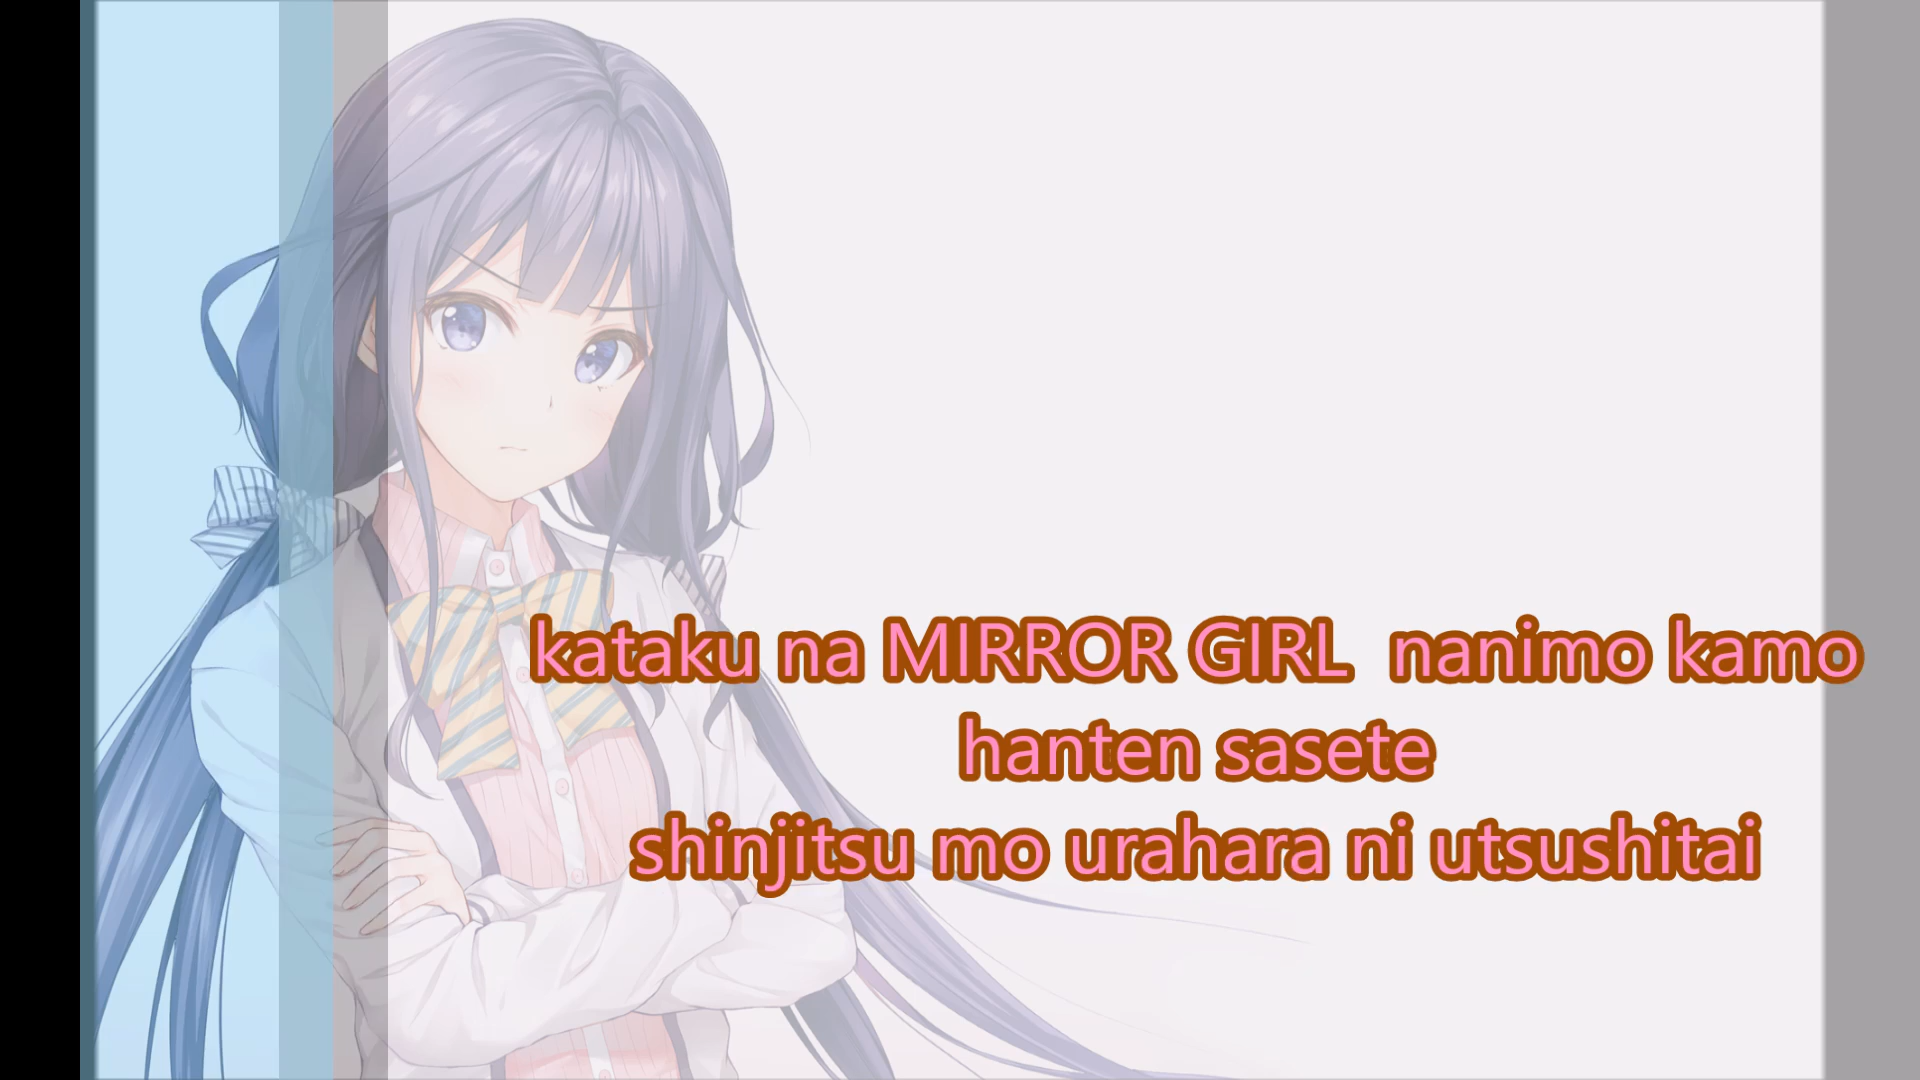 kataku na MIRROR GIRL  nanimo kamo
hanten sasete
shinjitsu mo urahara ni utsushitai